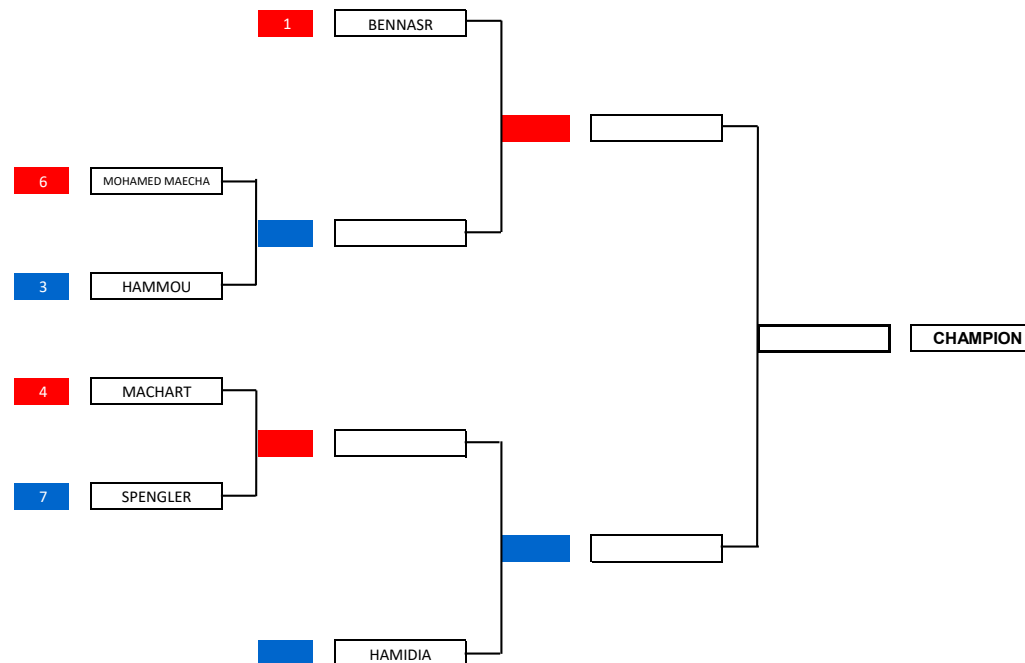 1 BENNASR
6 MOHAMED MAECHA
3 HAMMOU
CHAMPION
4 MACHART
7 SPENGLER
HAMIDIA